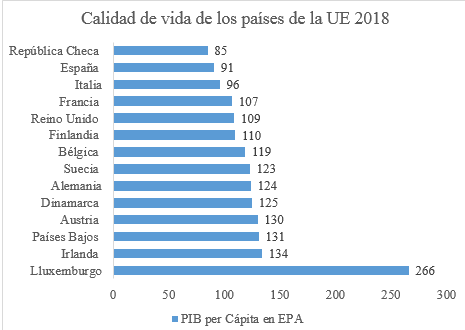 Calidad de vida de los países de la UE 2018
República Checa 85
España 91
Italia 96
Francia 107
Reino Unido 109
Finlandia 110
Bélgica 119
Suecia 123
Alemania 124
Dinamarca 125
Austria 130
Países Bajos 131
Irlanda 134
Lluxemburgo 266
0 50 100 150 200 250 300
PIB per Cápita en EPA